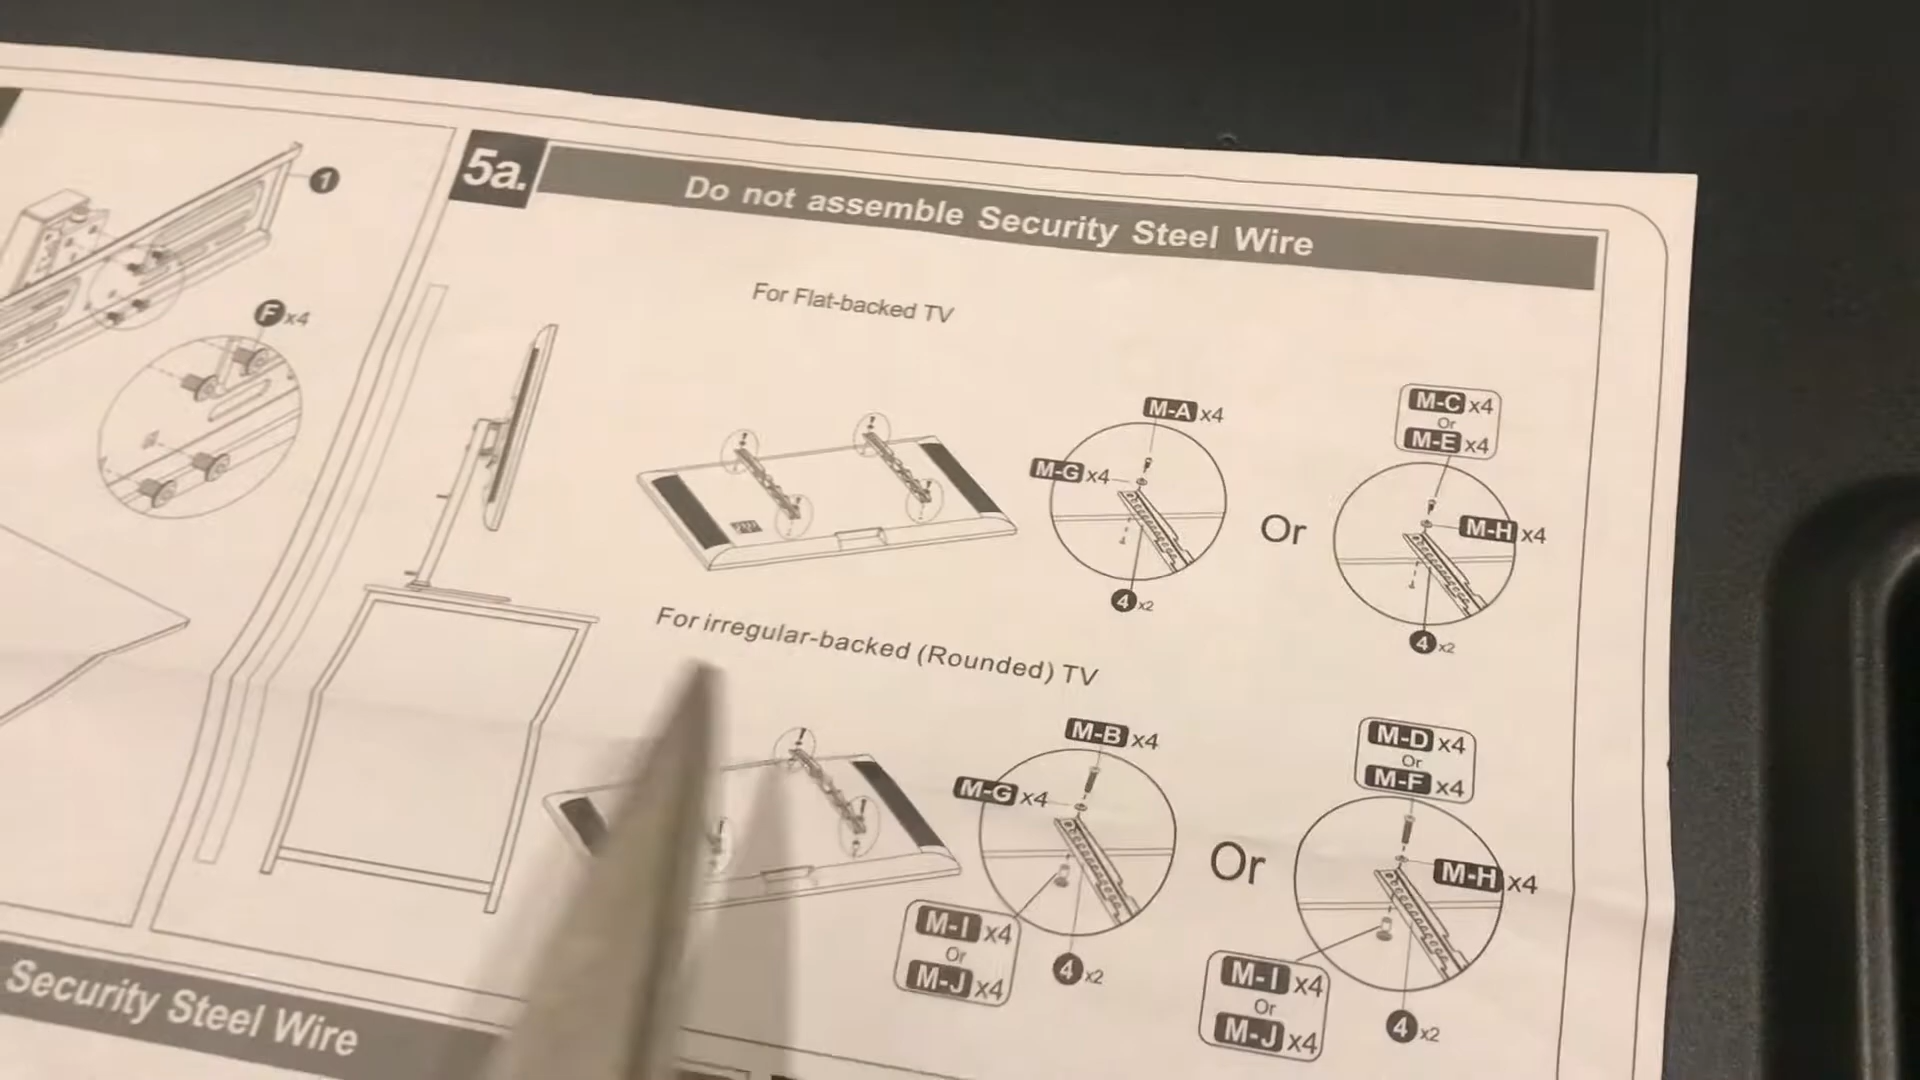 1
F x4
5a.
Do not assemble Security Steel Wire
For Flat-backed TV
M-A x4
M-G x4
4 x2
Or
M-C x4
Or
M-E x4
M-H x4
4 x2
For irregular-backed (Rounded) TV
M-B x4
M-G x4
M-I x4
Or
M-J x4
4 x2
Or
M-D x4
Or
M-F x4
M-H x4
M-I x4
Or
M-J x4
4 x2
Security Steel Wire